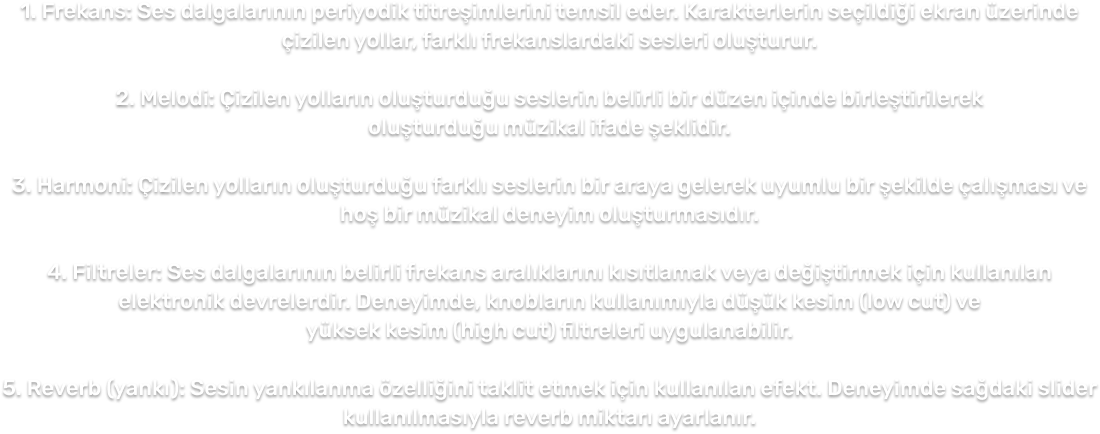 1. Frekans: Ses dalgalarının periyodik titreşimlerini temsil eder. Karakterlerin seçildiği ekran üzerinde
çizilen yollar, farklı frekanslardaki sesleri oluşturur.
2. Melodi: Çizilen yolların oluşturduğu seslerin belirli bir düzen içinde birleştirilerek
oluşturduğu müzikal ifade şeklidir.
3. Harmoni: Çizilen yolların oluşturduğu farklı seslerin bir araya gelerek uyumlu bir şekilde çalışması ve
hoş bir müzikal deneyim oluşturmasıdır.
4. Filtreler: Ses dalgalarının belirli frekans aralıklarını kısıtlamak veya değiştirmek için kullanılan
elektronik devrelerdir. Deneyimde, knobların kullanımıyla düşük kesim (low cut) ve
yüksek kesim (high cut) filtreleri uygulanabilir.
5. Reverb (yankı): Sesin yankılanma özelliğini taklit etmek için kullanılan efekt. Deneyimde sağdaki slider
kullanılmasıyla reverb miktarı ayarlanır.